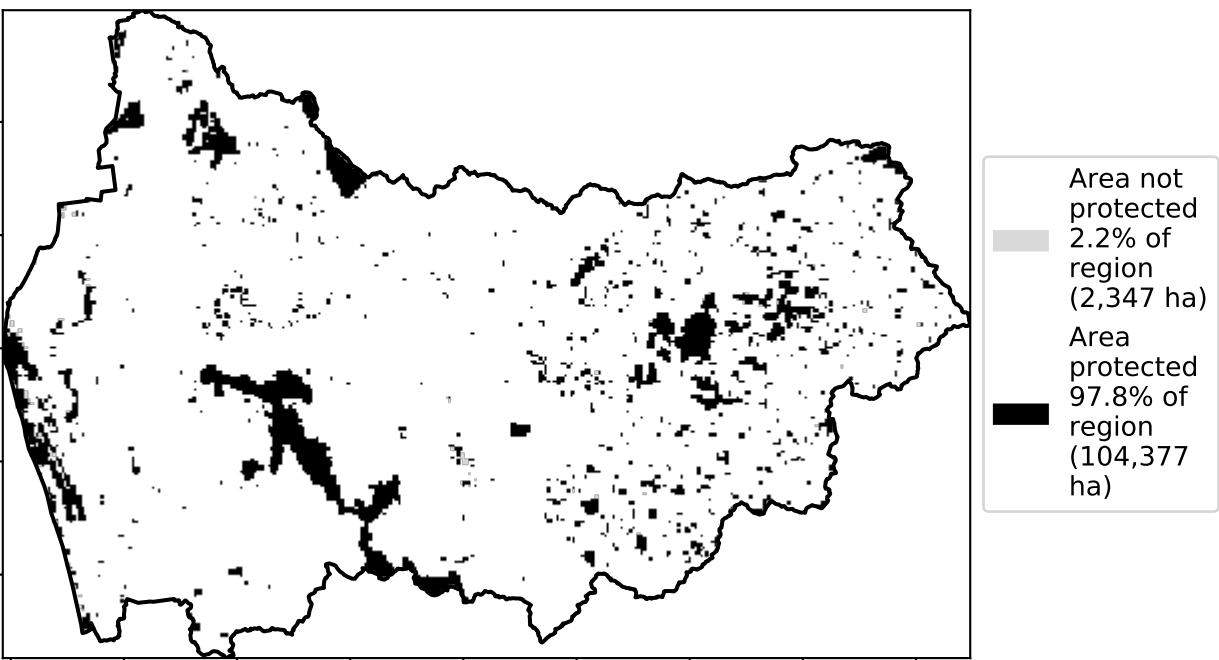 Area not
protected
2.2% of
region
(2,347 ha)
Area
protected
97.8% of
region
(104,377
ha)